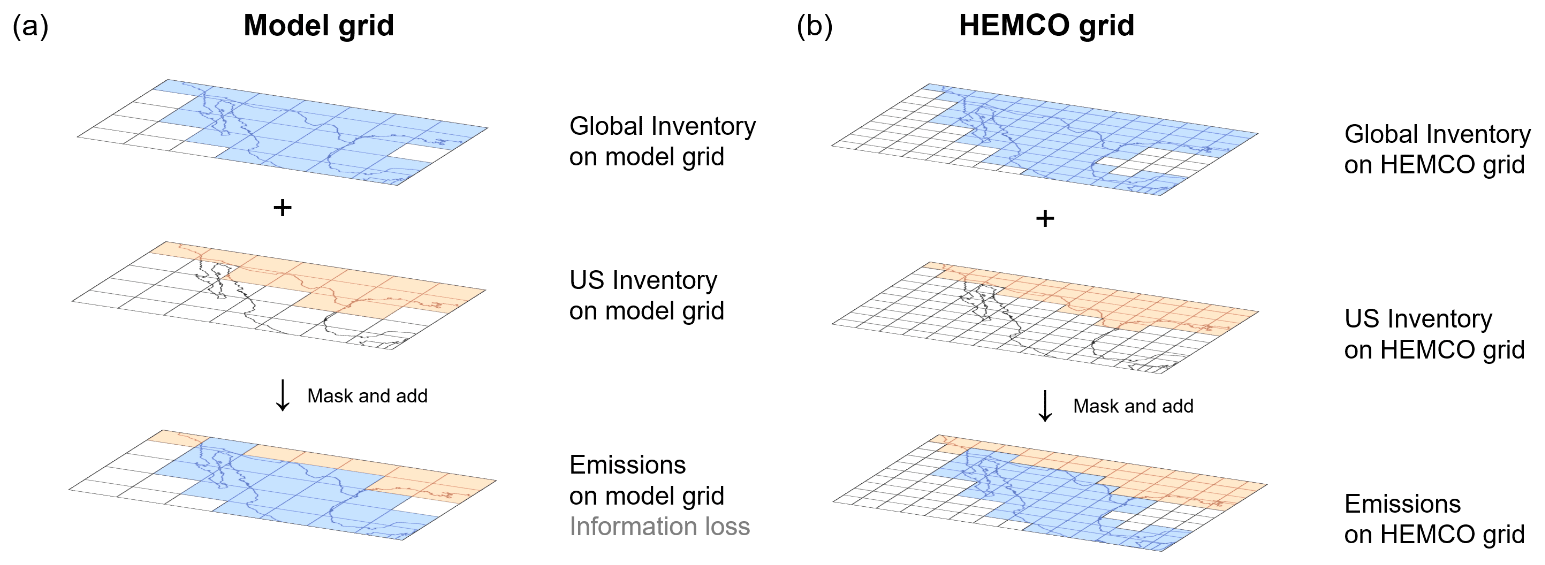 (a)
Model grid
Global Inventory
on model grid
+
US Inventory
on model grid
↓ Mask and add
Emissions
on model grid
Information loss
(b)
HEMCO grid
Global Inventory
on HEMCO grid
+
US Inventory
on HEMCO grid
↓ Mask and add
Emissions
on HEMCO grid